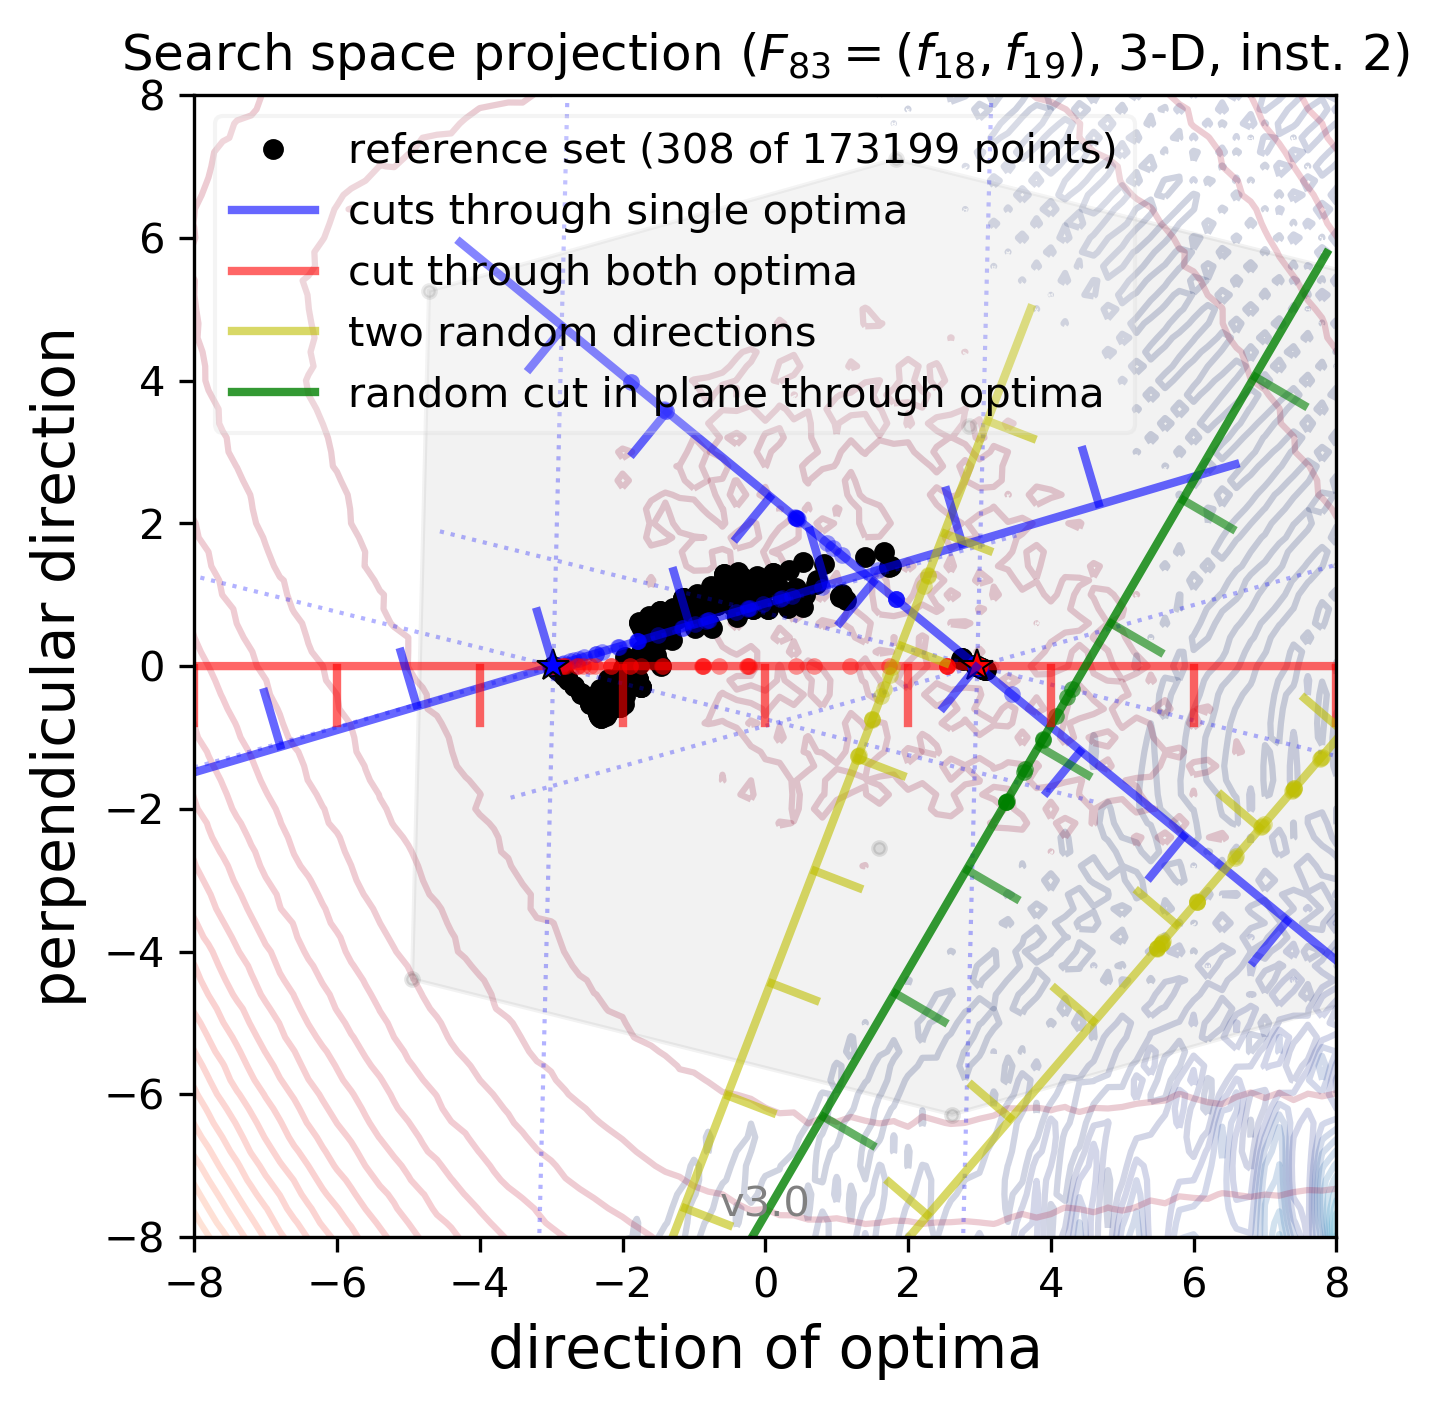 Search space projection (F83 = (f18, f19), 3-D, inst. 2)
8
6
4
2
0
−2
−4
−6
−8
perpendicular direction
reference set (308 of 173199 points)
cuts through single optima
cut through both optima
two random directions
random cut in plane through optima
v3.0
−8 −6 −4 −2 0 2 4 6 8
direction of optima